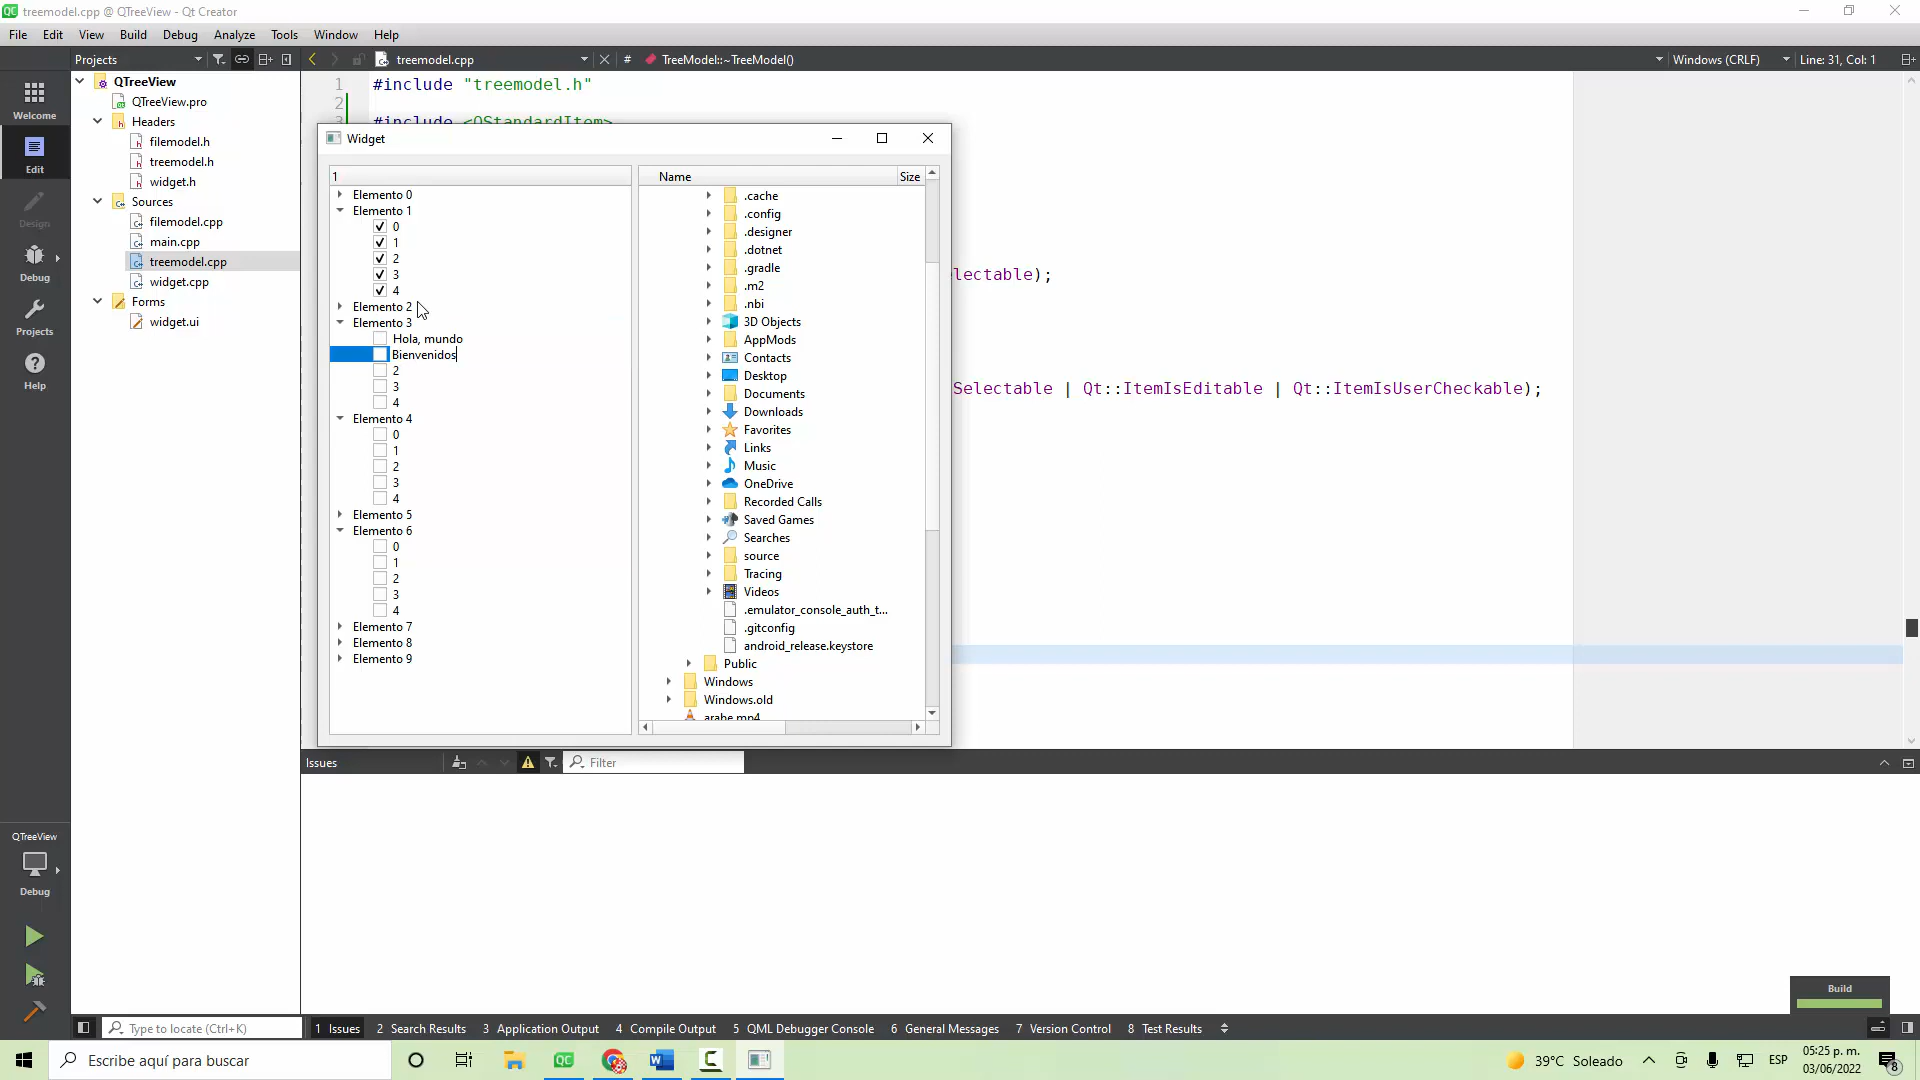 treemodel.cpp @ QTreeView - Qt Creator
File Edit View Build Debug Analyze Tools Window Help
Projects
treemodel.cpp
#
TreeModel::~TreeModel()
Windows (CRLF)
Line: 31, Col: 1
Welcome
Edit
Design
Debug
Projects
Help
QTreeView
QTreeView.pro
Headers
filemodel.h
treemodel.h
widget.h
Sources
filemodel.cpp
main.cpp
treemodel.cpp
widget.cpp
Forms
widget.ui
1 #include "treemodel.h"
2
3 #include <QStandardItem>
lectable);
Selectable | Qt::ItemIsEditable | Qt::ItemIsUserCheckable);
Widget
1
Elemento 0
Elemento 1
0
1
2
3
4
Elemento 2
Elemento 3
Hola, mundo
Bienvenidos
2
3
4
Elemento 4
0
1
2
3
4
Elemento 5
Elemento 6
0
1
2
3
4
Elemento 7
Elemento 8
Elemento 9
Name Size
.cache
.config
.designer
.dotnet
.gradle
.m2
.nbi
3D Objects
AppMods
Contacts
Desktop
Documents
Downloads
Favorites
Links
Music
OneDrive
Recorded Calls
Saved Games
Searches
source
Tracing
Videos
.emulator_console_auth_t...
.gitconfig
android_release.keystore
Public
Windows
Windows.old
arabe.mp4
Issues
Filter
QTreeView
Debug
Build
Type to locate (Ctrl+K)
1 Issues 2 Search Results 3 Application Output 4 Compile Output 5 QML Debugger Console 6 General Messages 7 Version Control 8 Test Results
Escribe aquí para buscar
39°C Soleado
ESP
05:25 p. m.
03/06/2022
8